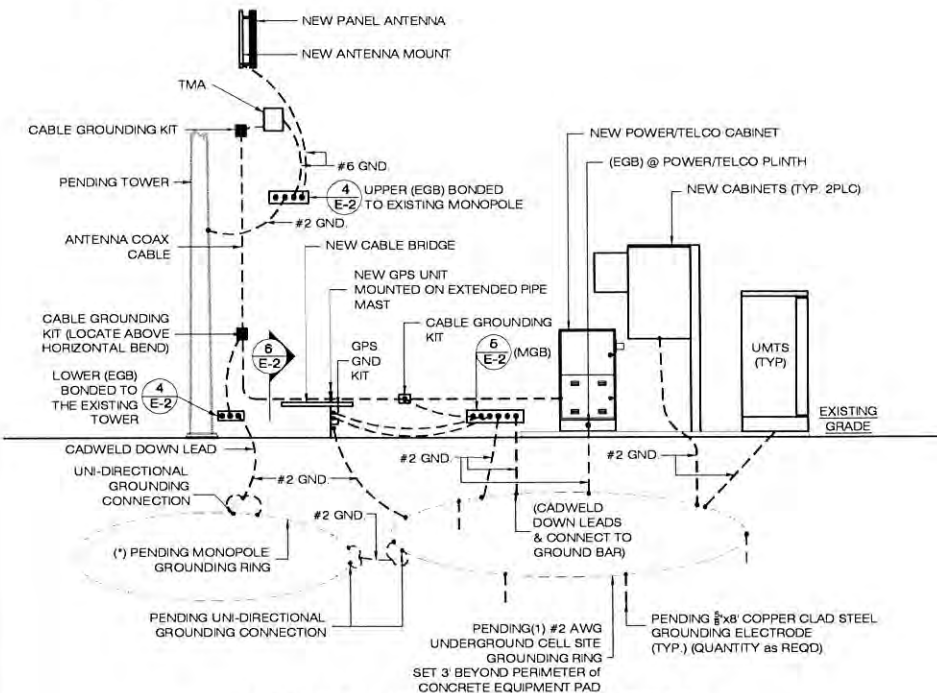 NEW PANEL ANTENNA
NEW ANTENNA MOUNT
TMA
CABLE GROUNDING KIT
PENDING TOWER
#6 GND.
4
E-2
UPPER (EGB) BONDED
TO EXISTING MONOPOLE
#2 GND.
ANTENNA COAX
CABLE
NEW CABLE BRIDGE
NEW GPS UNIT
MOUNTED ON EXTENDED PIPE
MAST
NEW POWER/TELCO CABINET
(EGB) @ POWER/TELCO PLINTH
NEW CABINETS (TYP. 2PLC)
CABLE GROUNDING
KIT (LOCATE ABOVE
HORIZONTAL BEND)
6
E-2
GPS
GND
KIT
CABLE GROUNDING
KIT
5
E-2
(MGB)
UMTS
(TYP)
LOWER (EGB)
BONDED TO
THE EXISTING
TOWER
4
E-2
EXISTING
GRADE
CADWELD DOWN LEAD
UNI-DIRECTIONAL
GROUNDING
CONNECTION
#2 GND.
#2 GND.
#2 GND.
#2 GND.
(CADWELD
DOWN LEADS
& CONNECT TO
GROUND BAR)
(*) PENDING MONOPOLE
GROUNDING RING
PENDING UNI-DIRECTIONAL
GROUNDING CONNECTION
PENDING(1) #2 AWG
UNDERGROUND CELL SITE
GROUNDING RING
SET 3' BEYOND PERIMETER of
CONCRETE EQUIPMENT PAD
PENDING 5/8"x8' COPPER CLAD STEEL
GROUNDING ELECTRODE
(TYP.) (QUANTITY as REQD)